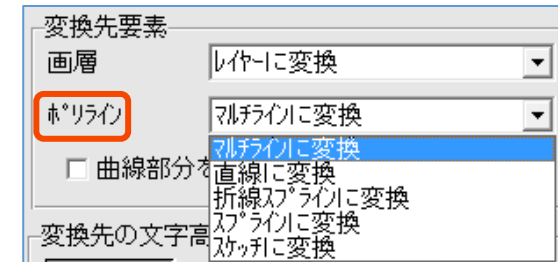 変換先要素
画層 ﾚｲﾔｰに変換
ﾎﾟﾘﾗｲﾝ ﾏﾙﾁﾗｲﾝに変換
ﾏﾙﾁﾗｲﾝに変換
曲線部分を
直線に変換
折線ｽﾌﾟﾗｲﾝに変換
ｽﾌﾟﾗｲﾝに変換
変換先の文字高
ｽｹｯﾁに変換